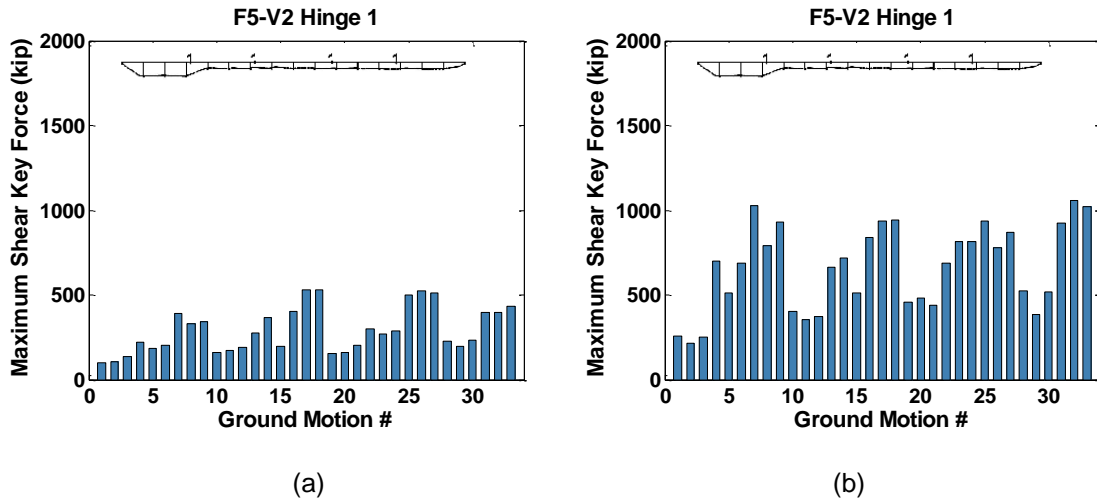 F5-V2 Hinge 1
2000
1500
1000
500
0
Maximum Shear Key Force (kip)
0 5 10 15 20 25 30
Ground Motion #
(a)
F5-V2 Hinge 1
2000
1500
1000
500
0
Maximum Shear Key Force (kip)
0 5 10 15 20 25 30
Ground Motion #
(b)